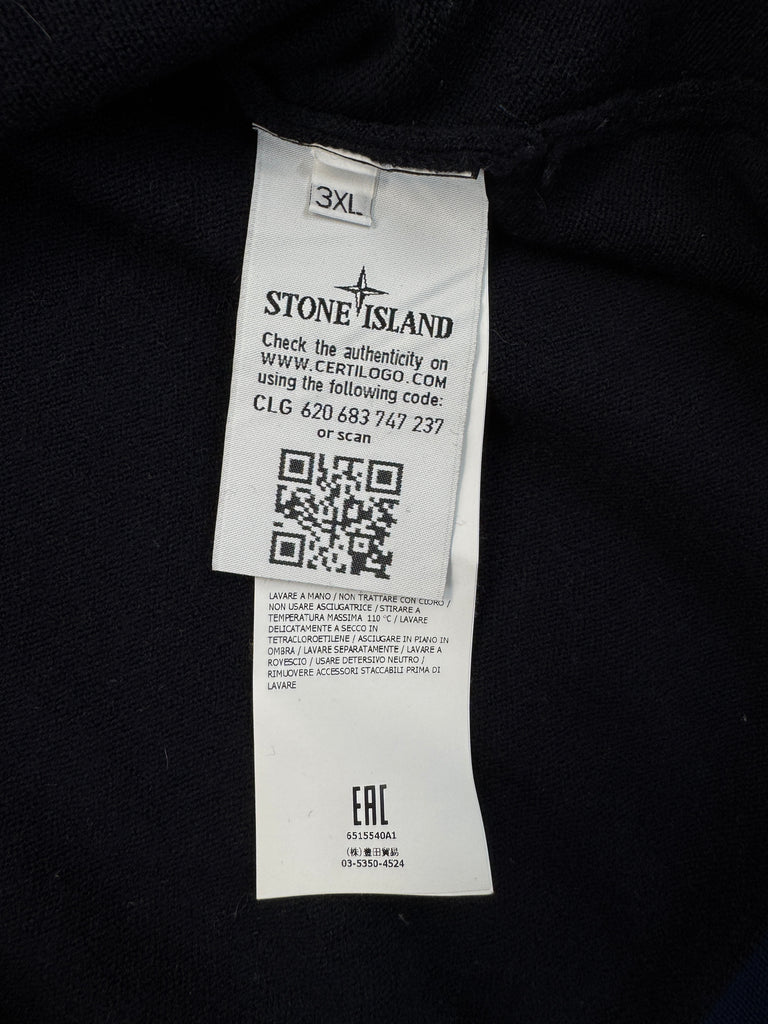 3XL
STONE ISLAND
Check the authenticity on
WWW.CERTILOGO.COM
using the following code:
CLG 620 683 747 237
or scan
LAVARE A MANO / NON TRATTARE CON CLORO /
NON USARE ASCIUGATRICE / STIRARE A
TEMPERATURA MASSIMA 110 °C / LAVARE
DELICATAMENTE A SECCO IN
TETRACLOROETILENE / ASCIUGARE IN PIANO IN
OMBRA / LAVARE SEPARATAMENTE / LAVARE A
ROVESCIO / USARE DETERSIVO NEUTRO /
RIMUOVERE ACCESSORI STACCABILI PRIMA DI
LAVARE
EAC
6515540A1
(株)豊田貿易
03-5350-4524